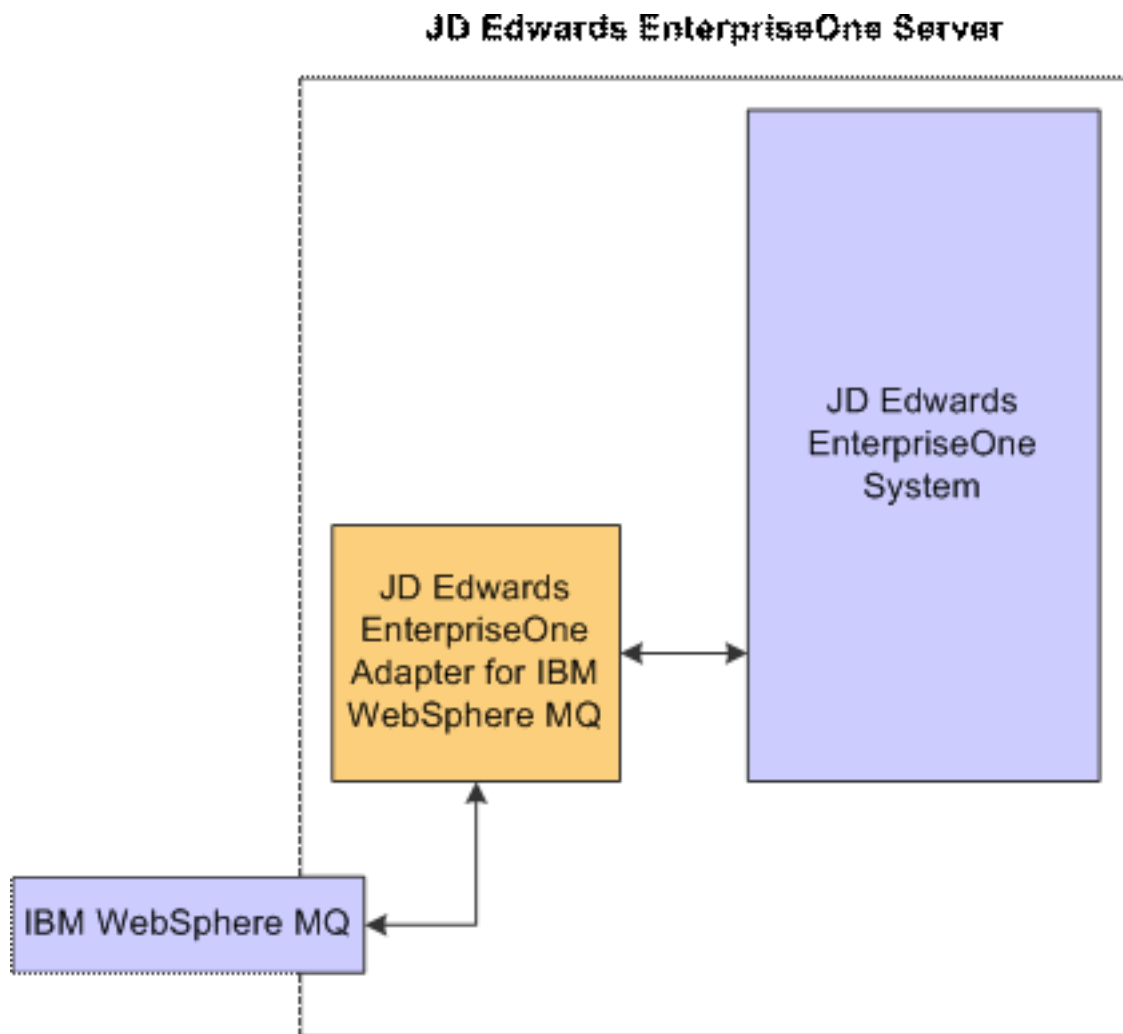 JD Edwards EnterpriseOne Server
JD Edwards
EnterpriseOne
System
JD Edwards
EnterpriseOne
Adapter for IBM
WebSphere MQ
IBM WebSphere MQ